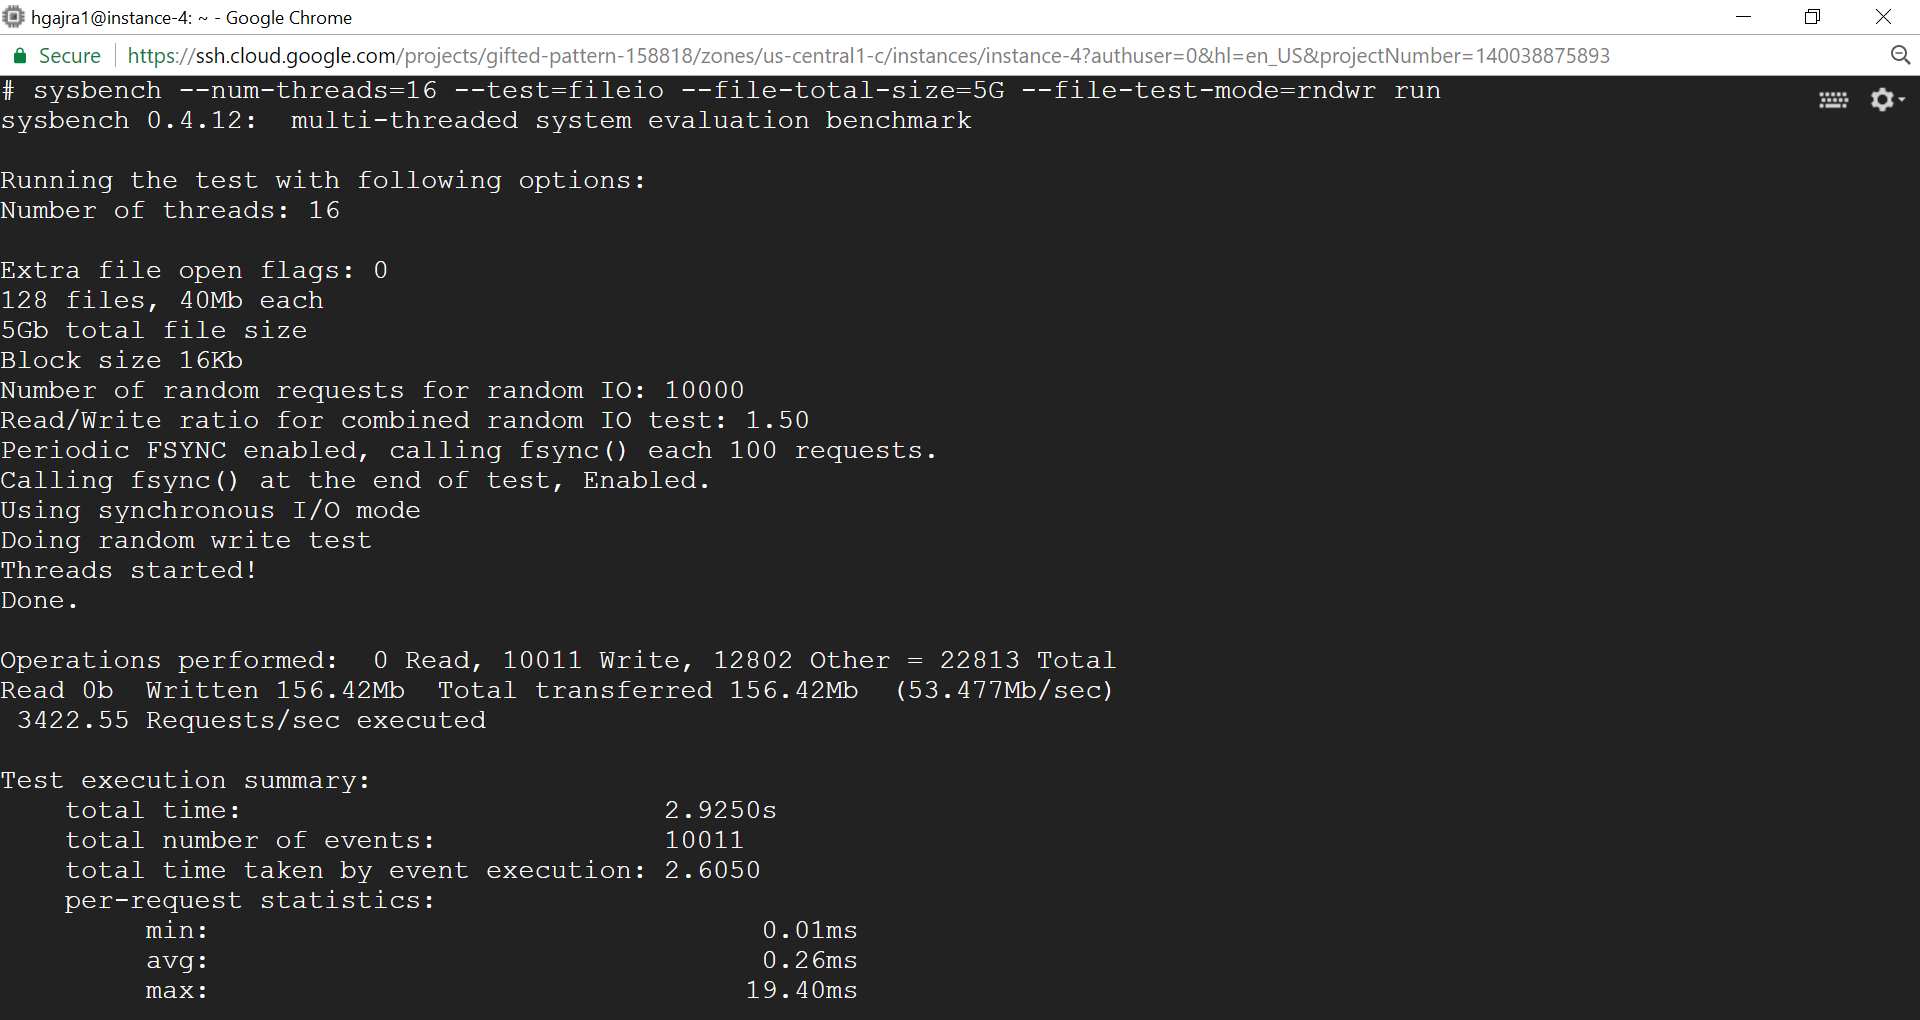 hgajra1@instance-4: ~ - Google Chrome
Secure https://ssh.cloud.google.com/projects/gifted-pattern-158818/zones/us-central1-c/instances/instance-4?authuser=0&hl=en_US&projectNumber=140038875893
# sysbench --num-threads=16 --test=fileio --file-total-size=5G --file-test-mode=rndwr run
sysbench 0.4.12:  multi-threaded system evaluation benchmark
Running the test with following options:
Number of threads: 16
Extra file open flags: 0
128 files, 40Mb each
5Gb total file size
Block size 16Kb
Number of random requests for random IO: 10000
Read/Write ratio for combined random IO test: 1.50
Periodic FSYNC enabled, calling fsync() each 100 requests.
Calling fsync() at the end of test, Enabled.
Using synchronous I/O mode
Doing random write test
Threads started!
Done.
Operations performed:  0 Read, 10011 Write, 12802 Other = 22813 Total
Read 0b  Written 156.42Mb  Total transferred 156.42Mb  (53.477Mb/sec)
3422.55 Requests/sec executed
Test execution summary:
total time: 2.9250s
total number of events: 10011
total time taken by event execution: 2.6050
per-request statistics:
min: 0.01ms
avg: 0.26ms
max: 19.40ms